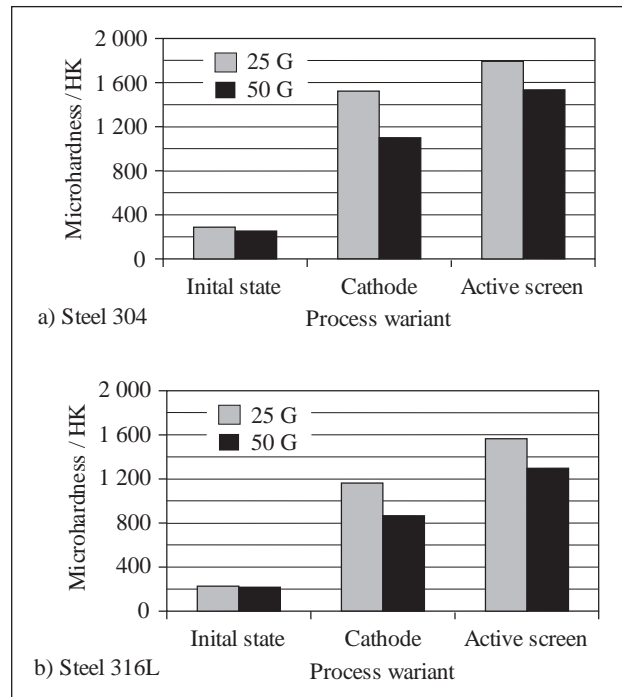 Microhardness / HK
2 000
1 600
1 200
800
400
0
25 G
50 G
Inital state Cathode Active screen
a) Steel 304 Process wariant
Microhardness / HK
2 000
1 600
1 200
800
400
0
25 G
50 G
Inital state Cathode Active screen
b) Steel 316L Process wariant